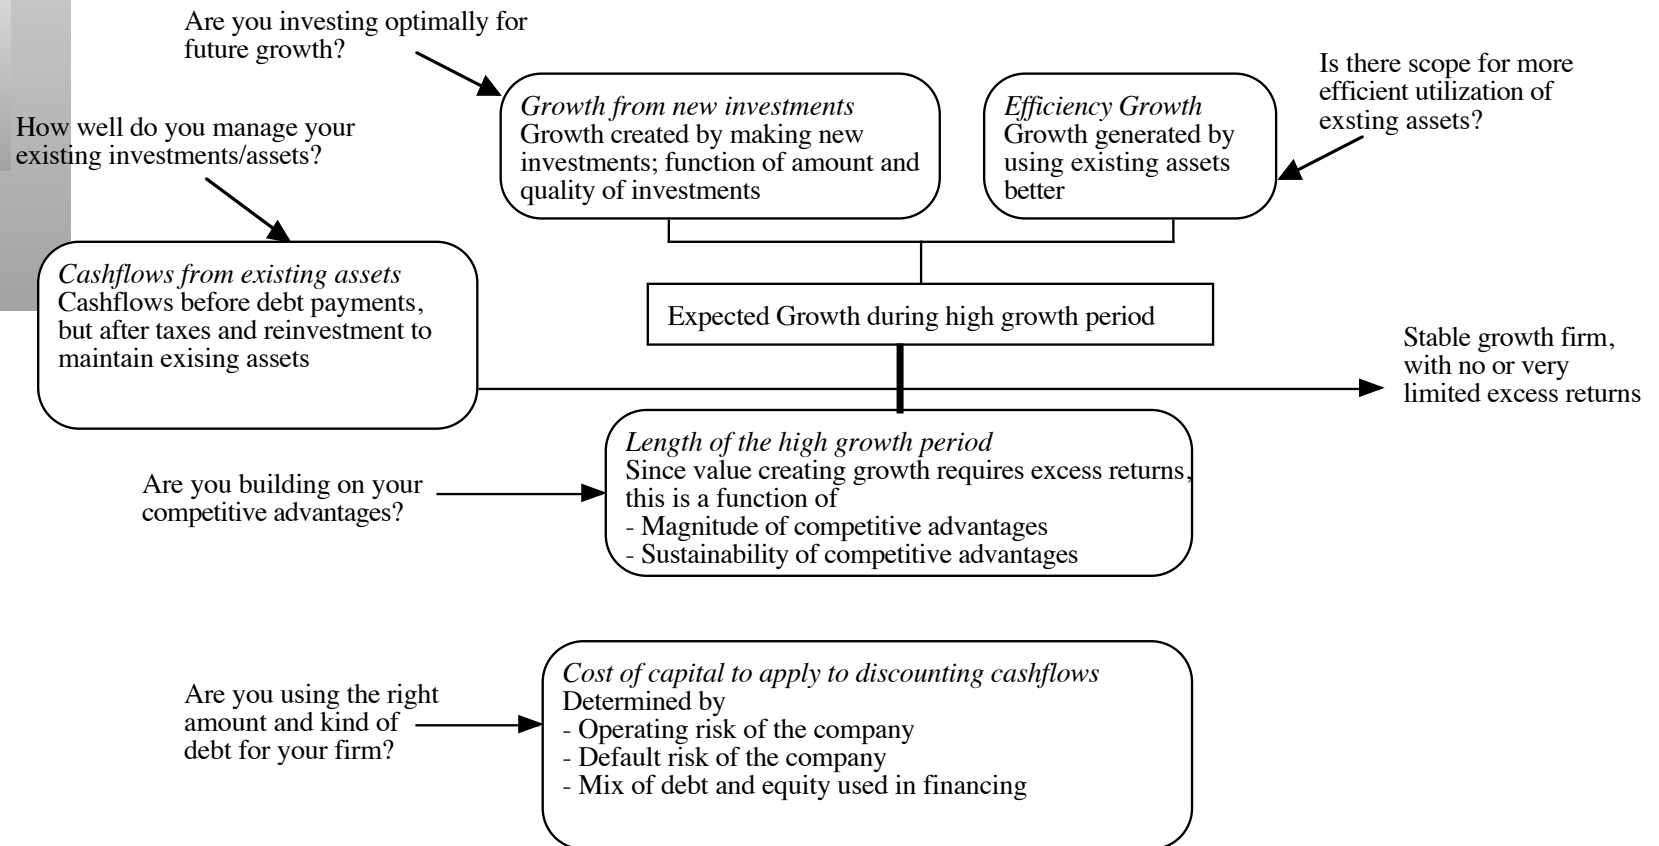 Are you investing optimally for
future growth?
Is there scope for more
efficient utilization of
exsting assets?
Growth from new investments
Growth created by making new
investments; function of amount and
quality of investments
Efficiency Growth
Growth generated by
using existing assets
better
How well do you manage your
existing investments/assets?
Cashflows from existing assets
Cashflows before debt payments,
but after taxes and reinvestment to
maintain exising assets
Expected Growth during high growth period
Stable growth firm,
with no or very
limited excess returns
Length of the high growth period
Since value creating growth requires excess returns,
this is a function of
- Magnitude of competitive advantages
- Sustainability of competitive advantages
Are you building on your
competitive advantages?
Cost of capital to apply to discounting cashflows
Determined by
- Operating risk of the company
- Default risk of the company
- Mix of debt and equity used in financing
Are you using the right
amount and kind of
debt for your firm?